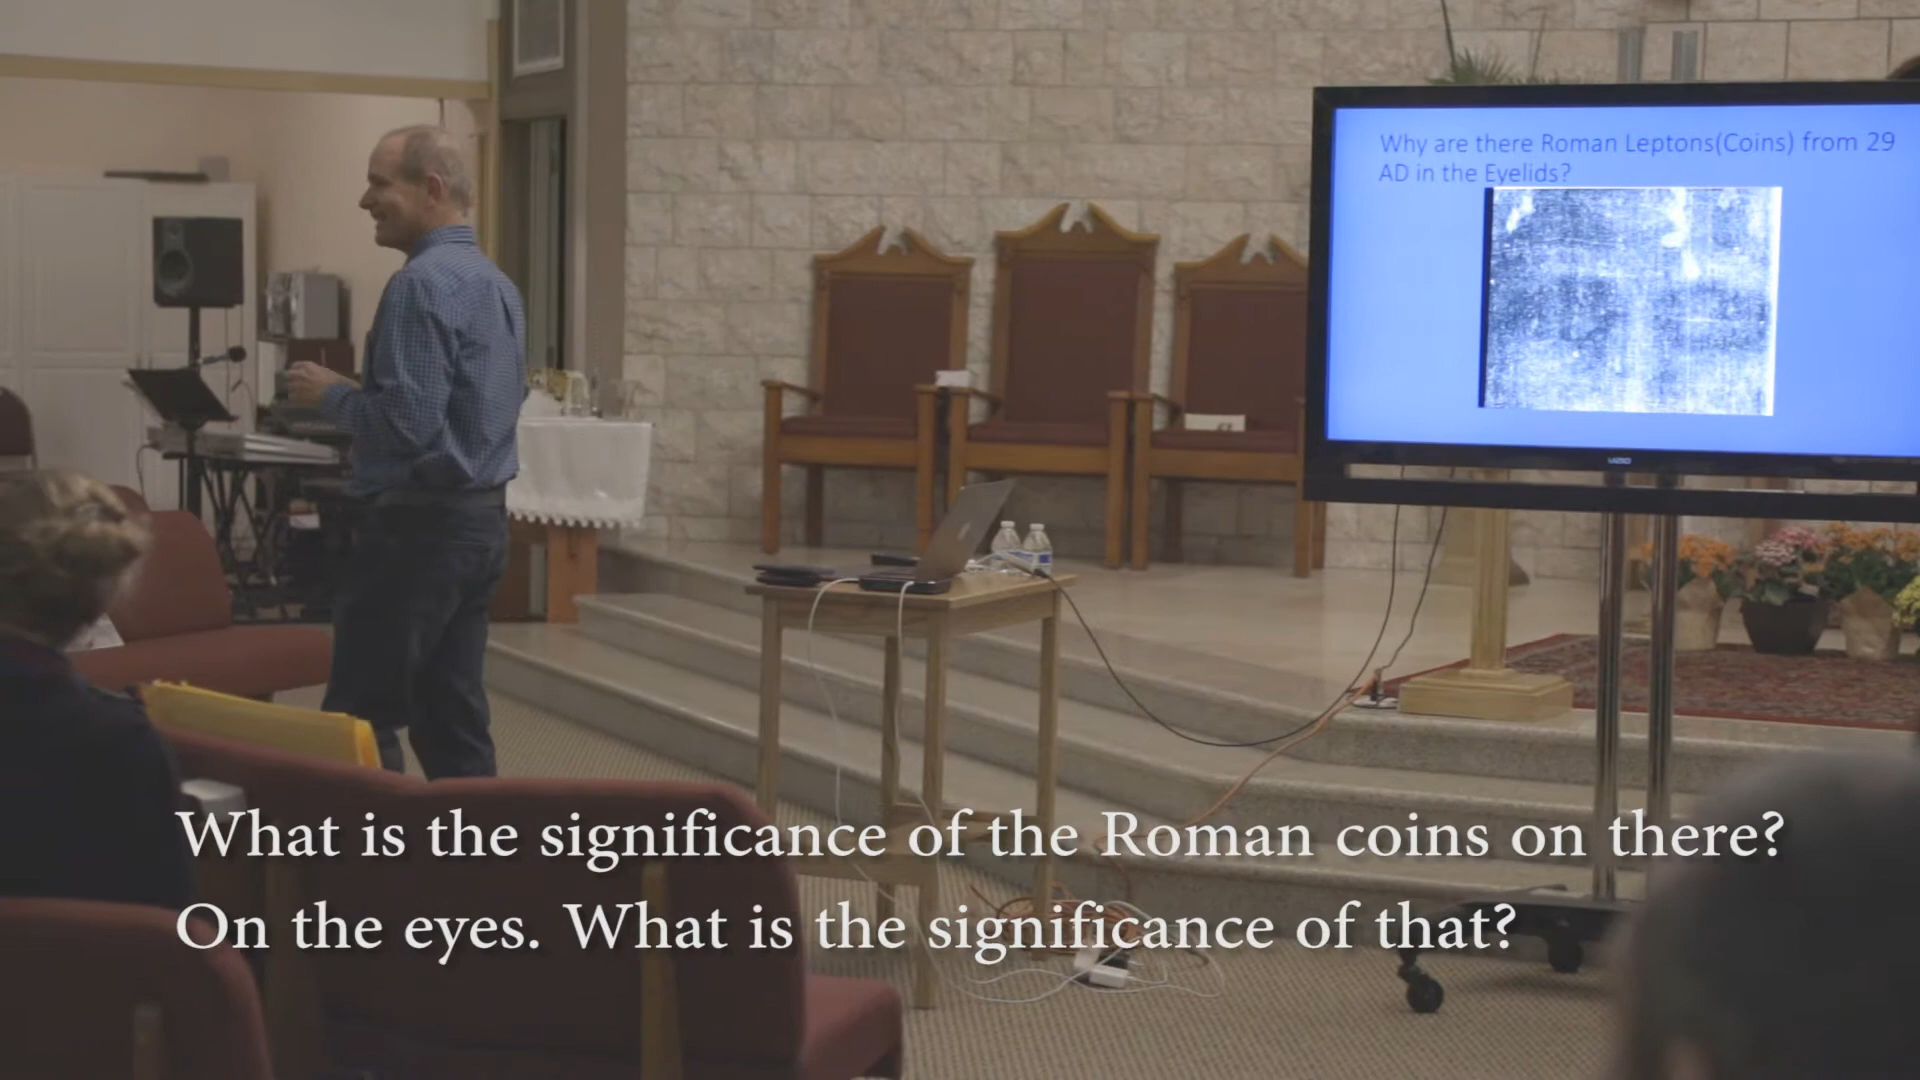 Why are there Roman Leptons(Coins) from 29
AD in the Eyelids?
VIZIO
What is the significance of the Roman coins on there?
On the eyes. What is the significance of that?